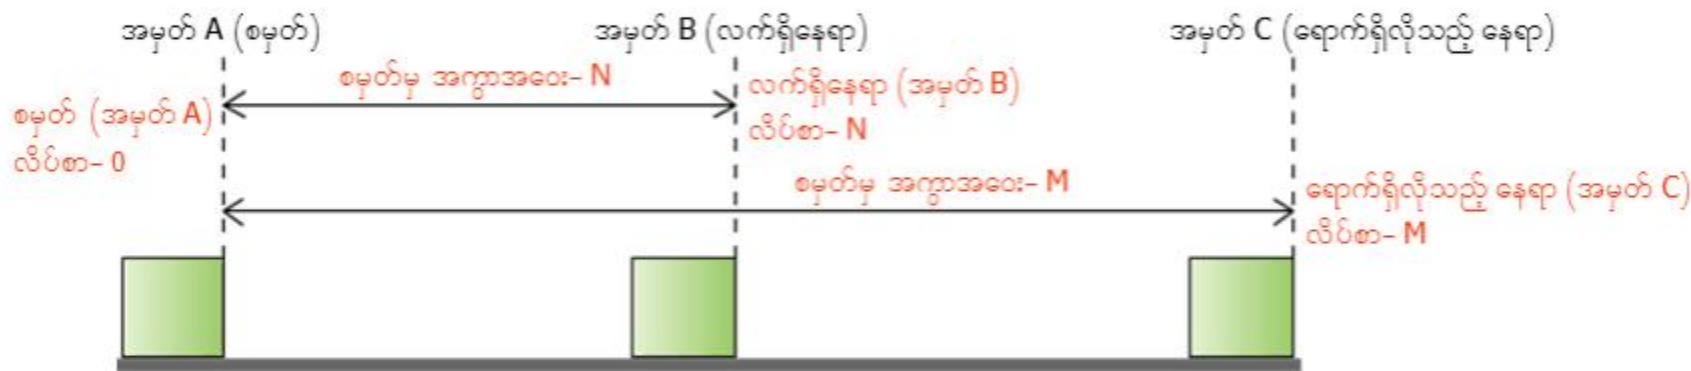 အမှတ် A (စမှတ်)
အမှတ် B (လက်ရှိနေရာ)
အမှတ် C (ရောက်ရှိလိုသည့် နေရာ)
စမှတ်မှ အကွာအဝေး– N
လက်ရှိနေရာ (အမှတ် B)
လိပ်စာ– N
စမှတ် (အမှတ် A)
လိပ်စာ– 0
စမှတ်မှ အကွာအဝေး– M
ရောက်ရှိလိုသည့် နေရာ (အမှတ် C)
လိပ်စာ– M